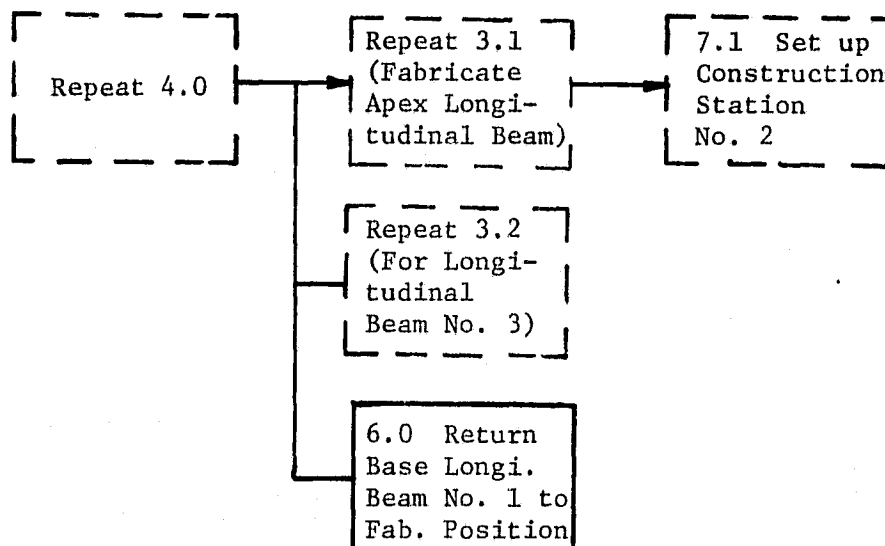 Repeat 4.0
Repeat 3.1
(Fabricate
Apex Longi-
tudinal Beam)
7.1 Set up
Construction
Station
No. 2
Repeat 3.2
(For Longi-
tudinal
Beam No. 3)
6.0 Return
Base Longi.
Beam No. 1 to
Fab. Position